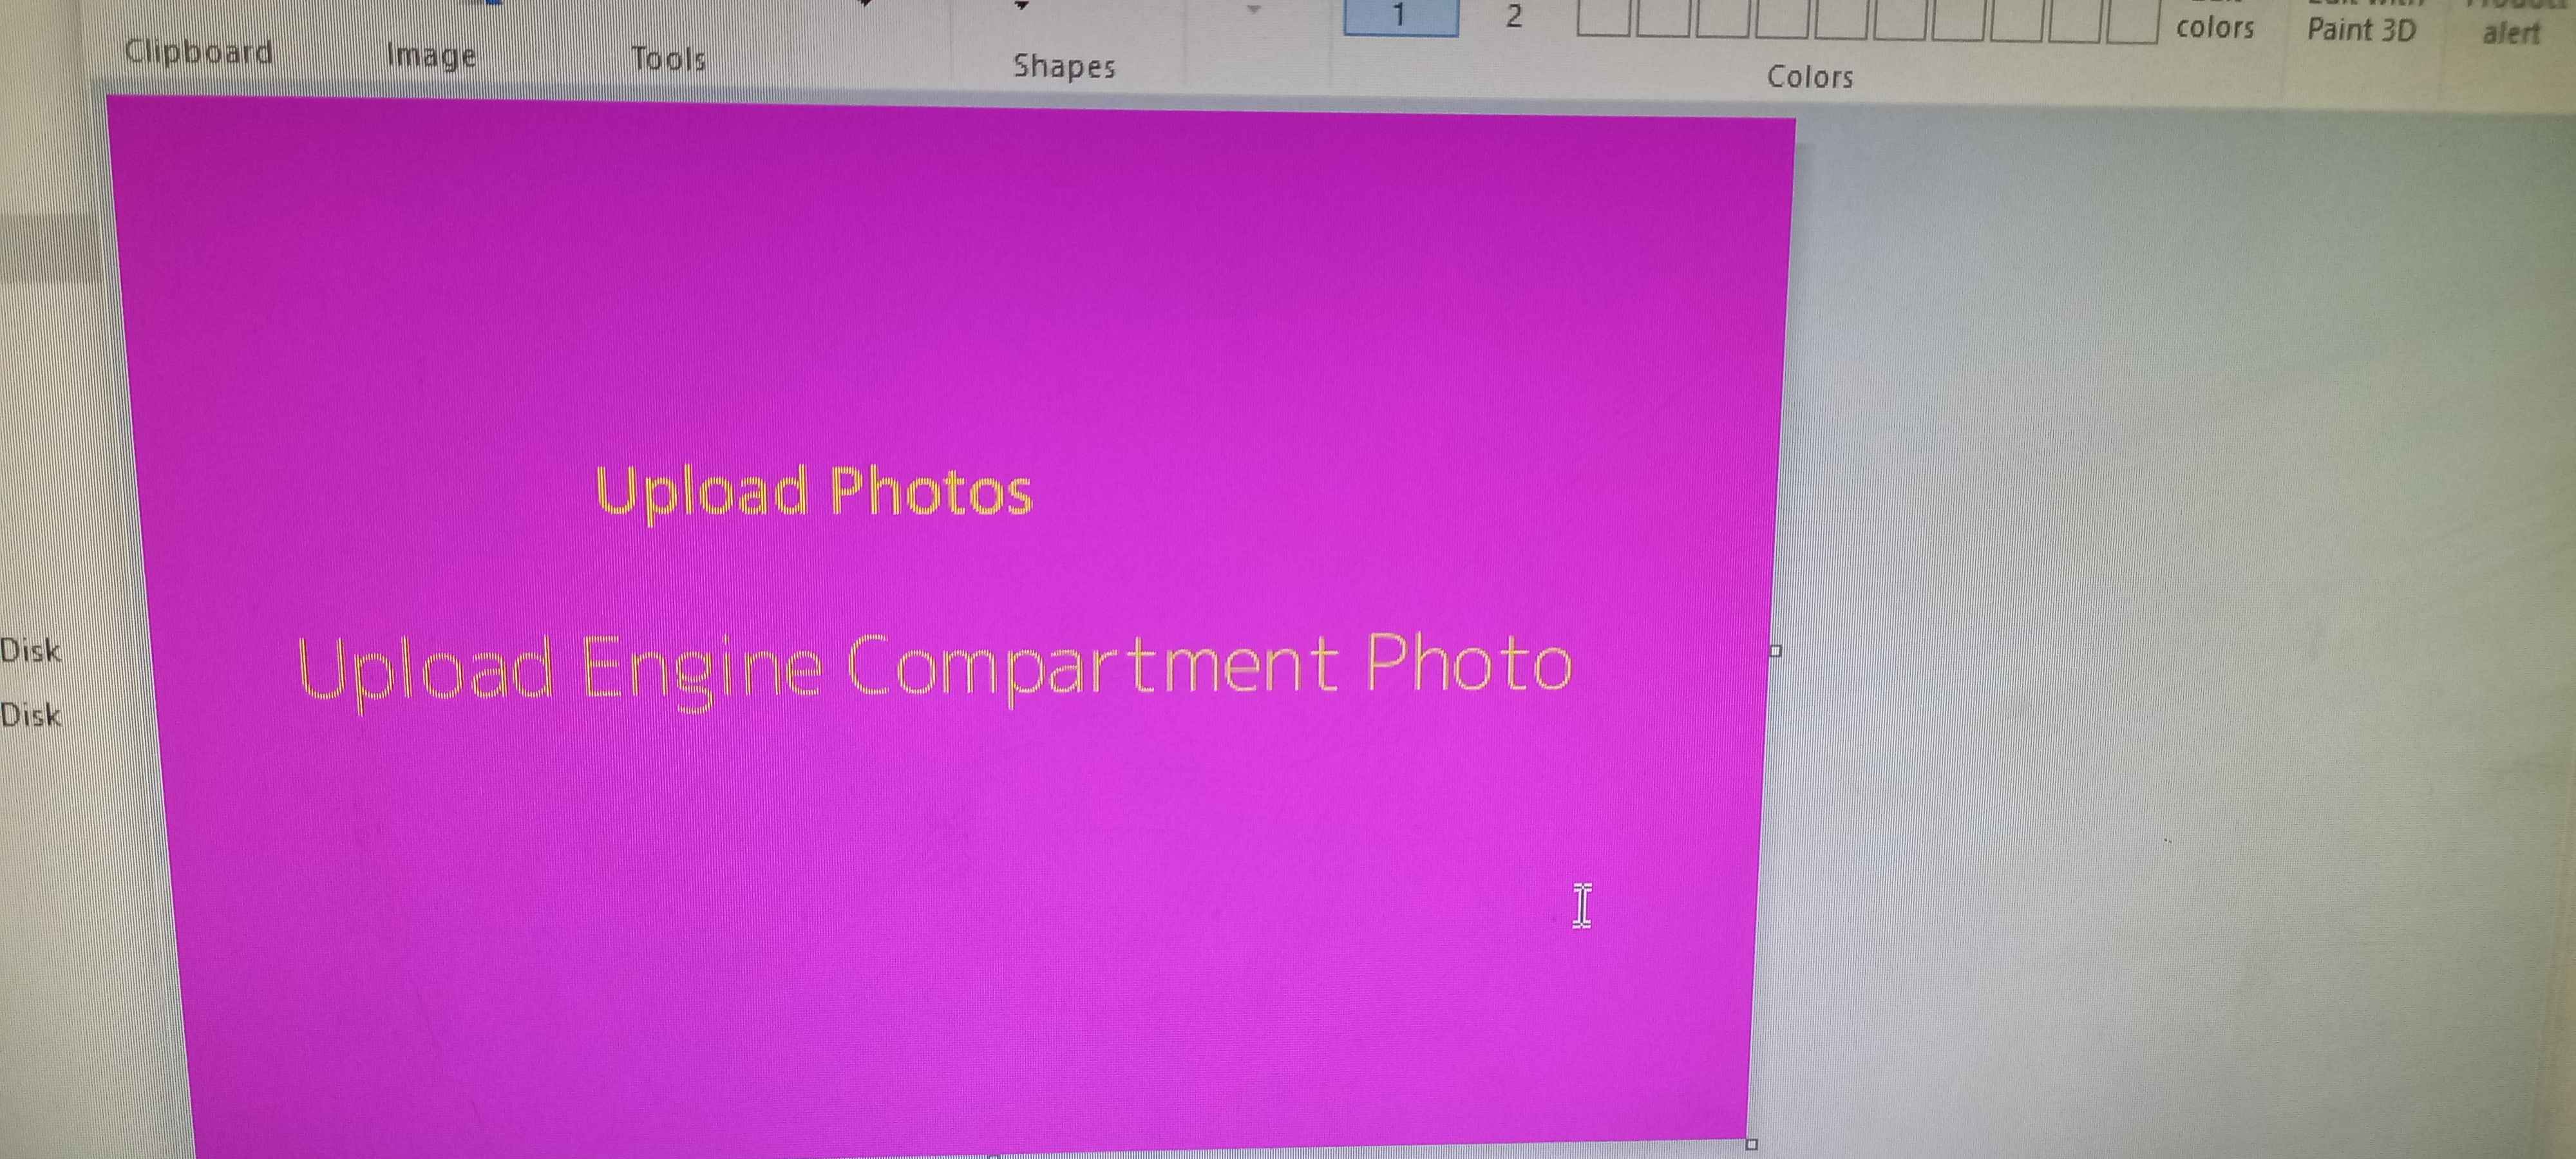 1 2
colors Paint 3D alert
Clipboard Image Tools Shapes Colors
Upload Photos
Upload Engine Compartment Photo
Disk
Disk